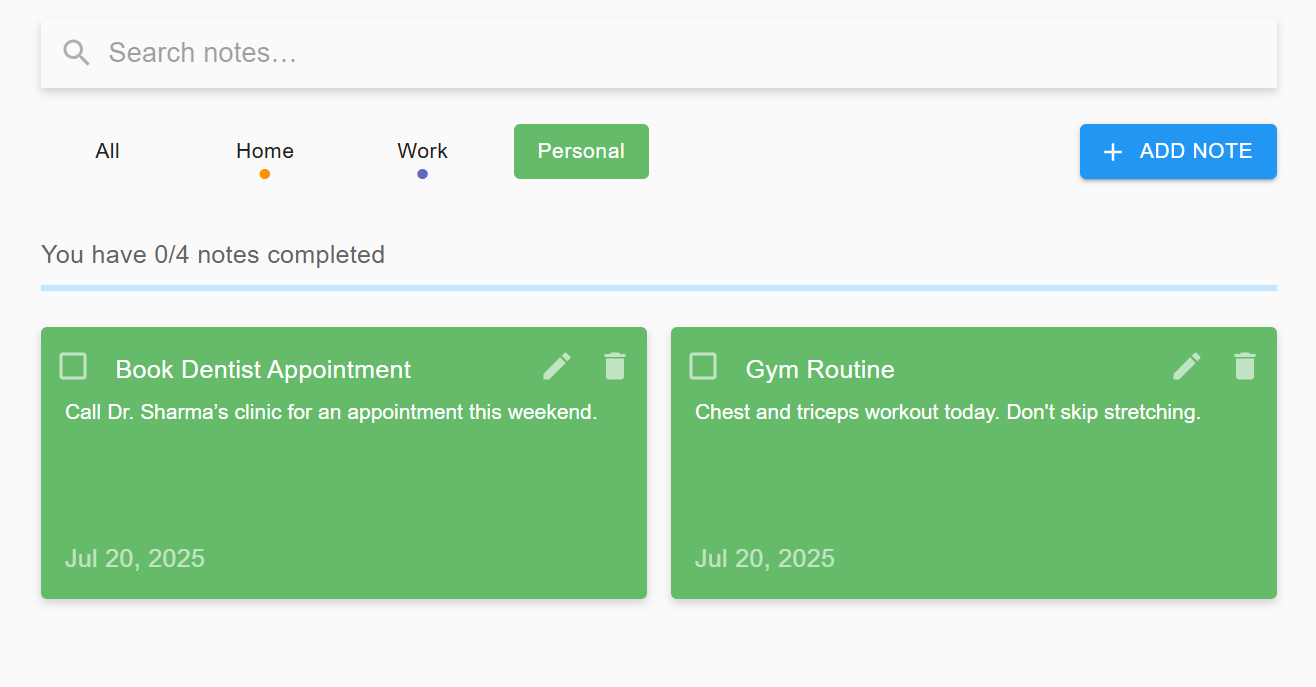 Search notes…
All Home Work Personal ADD NOTE
You have 0/4 notes completed
Book Dentist Appointment
Call Dr. Sharma’s clinic for an appointment this weekend.
Jul 20, 2025
Gym Routine
Chest and triceps workout today. Don't skip stretching.
Jul 20, 2025